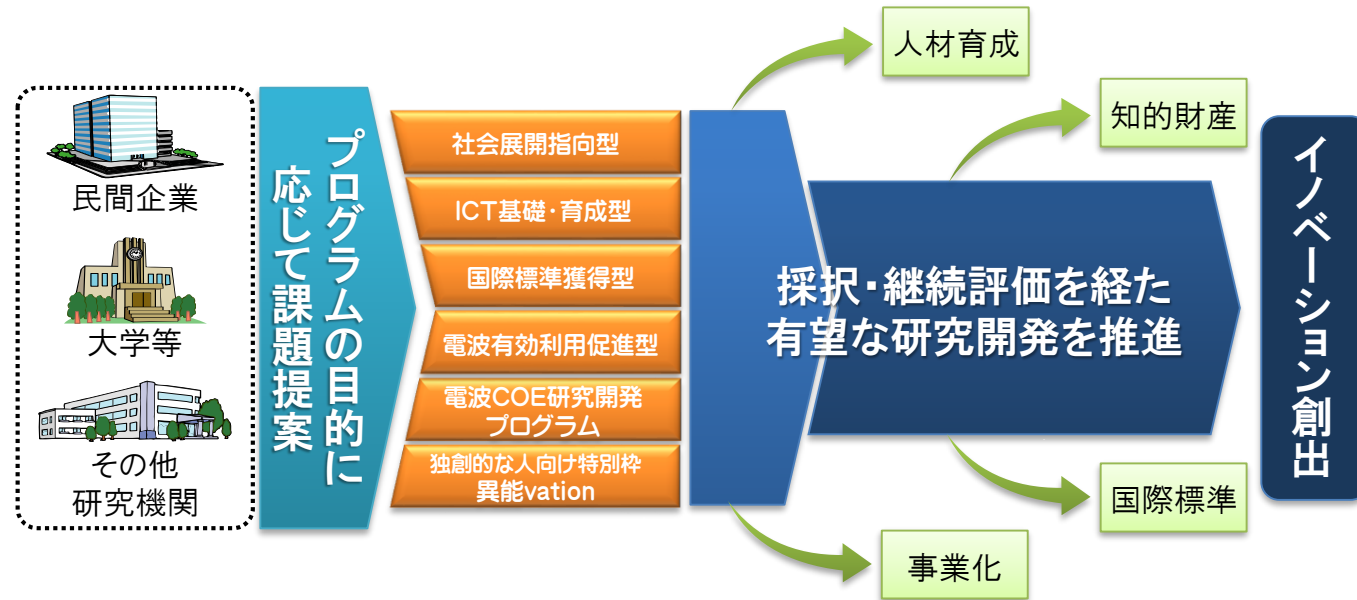 民間企業
大学等
その他
研究機関
プログラムの目的に
応じて課題提案
社会展開指向型
ICT基礎・育成型
国際標準獲得型
電波有効利用促進型
電波COE研究開発
プログラム
独創的な人向け特別枠
異能vation
採択・継続評価を経た
有望な研究開発を推進
人材育成
知的財産
国際標準
事業化
イノベーション創出